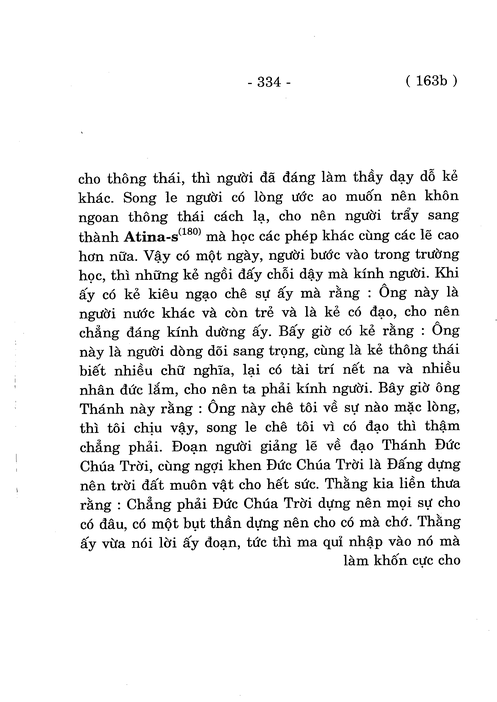 - 334 - ( 163b )
cho thông thái, thì người đã đáng làm thầy dạy dỗ kẻ
khác. Song le người có lòng ước ao muốn nên khôn
ngoan thông thái cách lạ, cho nên người trẩy sang
thành Atina-s(180) mà học các phép khác cùng các lẽ cao
hơn nữa. Vậy có một ngày, người bước vào trong trường
học, thì những kẻ ngồi đấy chỗi dậy mà kính người. Khi
ấy có kẻ kiêu ngạo chê sự ấy mà rằng : Ông này là
người nước khác và còn trẻ và là kẻ có đạo, cho nên
chẳng đáng kính dường ấy. Bấy giờ có kẻ rằng : Ông
này là người dòng dõi sang trọng, cùng là kẻ thông thái
biết nhiều chữ nghĩa, lại có tài trí nết na và nhiều
nhân đức lắm, cho nên ta phải kính người. Bây giờ ông
Thánh này rằng : Ông này chê tôi về sự nào mặc lòng,
thì tôi chịu vậy, song le chê tôi vì có đạo thì thậm
chẳng phải. Đoạn người giảng lẽ về đạo Thánh Đức
Chúa Trời, cùng ngợi khen Đức Chúa Trời là Đấng dựng
nên trời đất muôn vật cho hết sức. Thằng kia liền thưa
rằng : Chẳng phải Đức Chúa Trời dựng nên mọi sự cho
có đâu, có một bụt thần dựng nên cho có mà chớ. Thằng
ấy vừa nói lời ấy đoạn, tức thì ma quỉ nhập vào nó mà
làm khốn cực cho